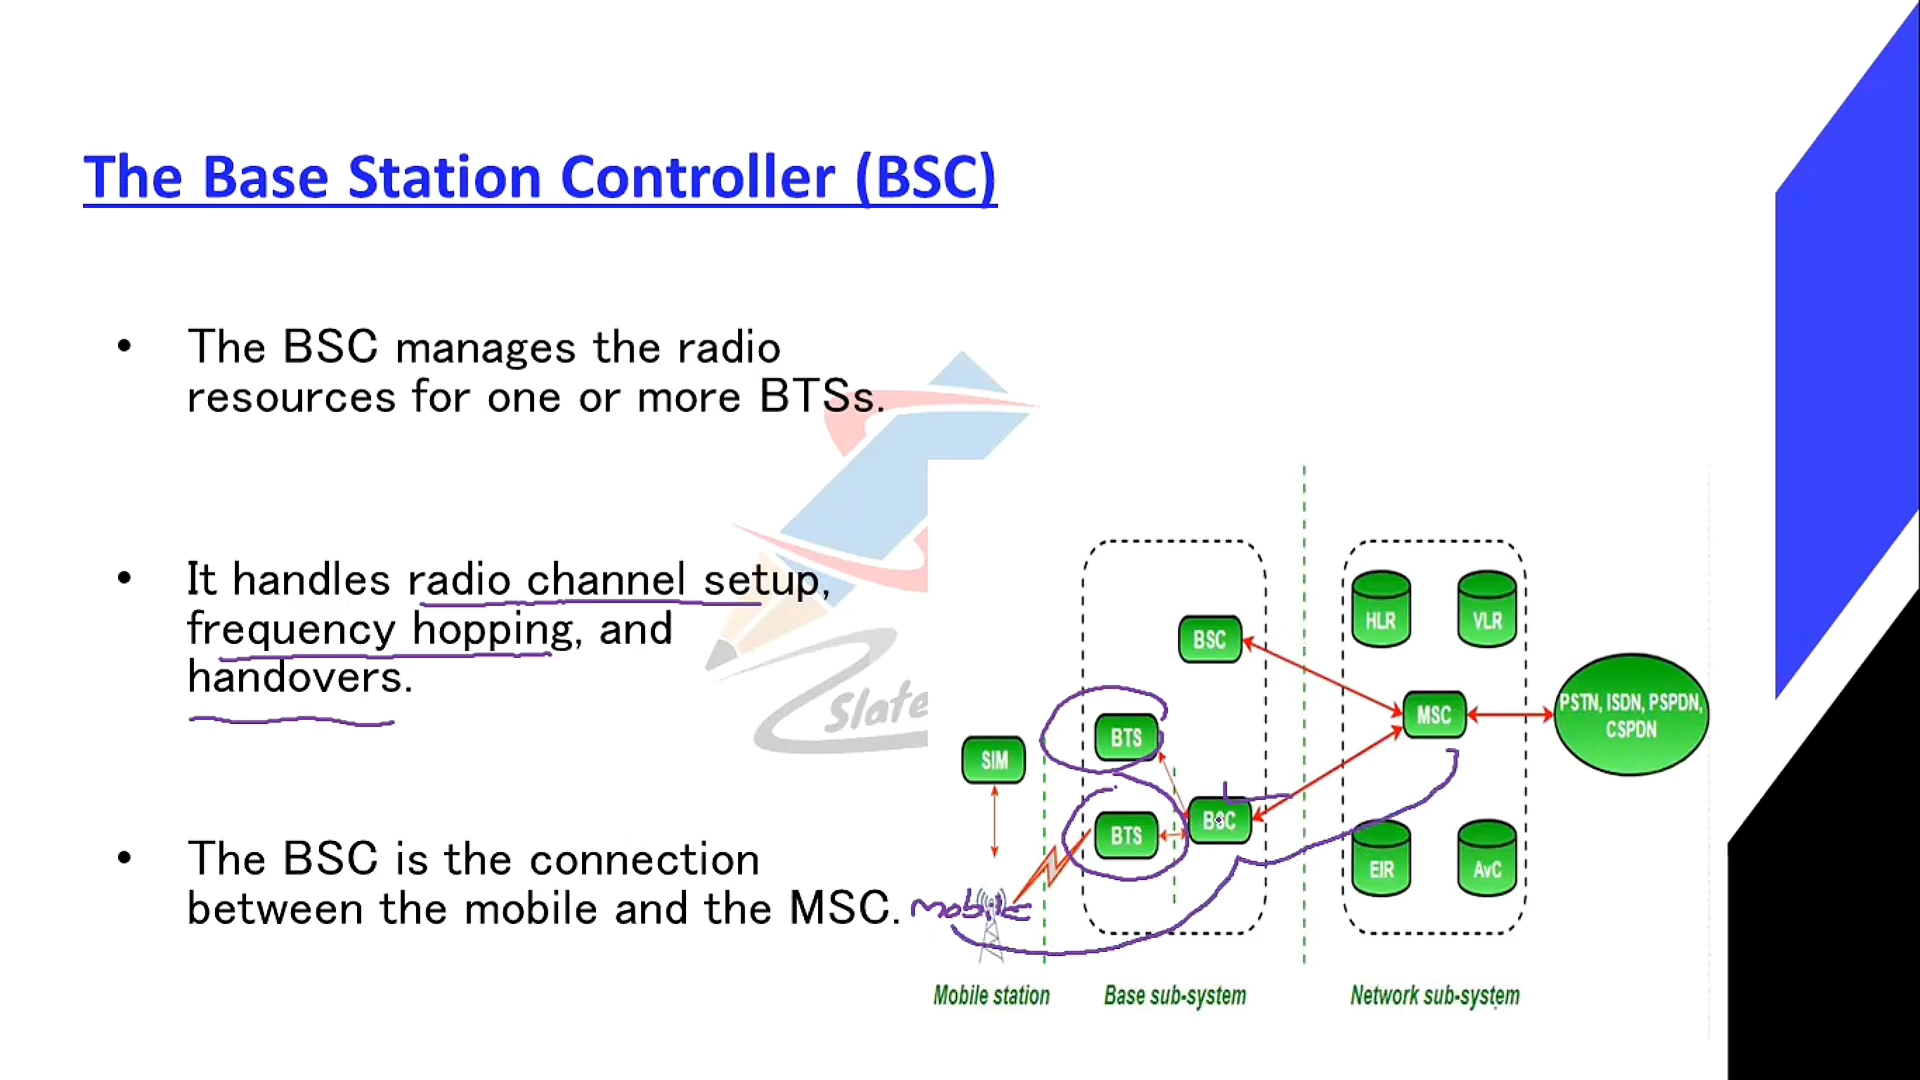 The Base Station Controller (BSC)
• The BSC manages the radio
resources for one or more BTSs.
• It handles radio channel setup,
frequency hopping, and
handovers.
• The BSC is the connection
between the mobile and the MSC.
Slate
HLR
VLR
BSC
MSC
PSTN, ISDN, PSPDN,
CSPDN
BTS
SIM
BTS
BSC
EIR
AvC
mobile
Mobile station
Base sub-system
Network sub-system